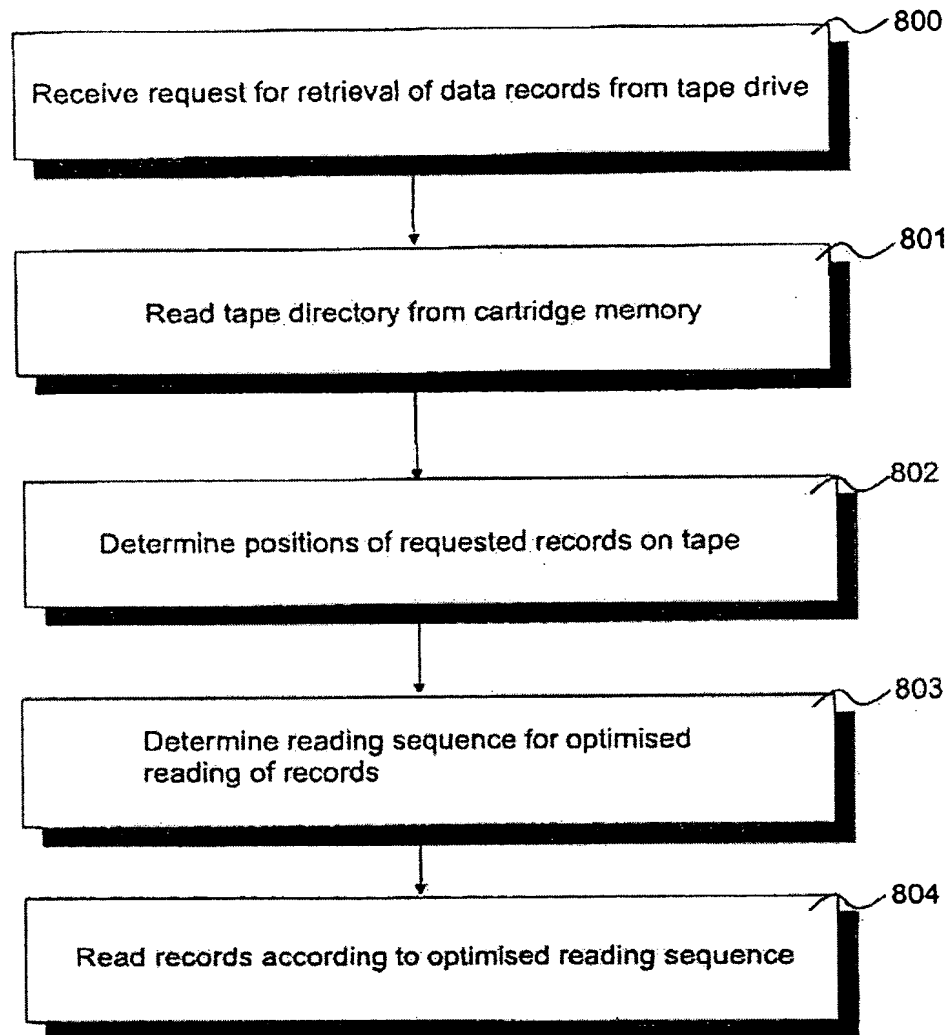 800
Receive request for retrieval of data records from tape drive
801
Read tape directory from cartridge memory
802
Determine positions of requested records on tape
803
Determine reading sequence for optimised
reading of records
804
Read records according to optimised reading sequence